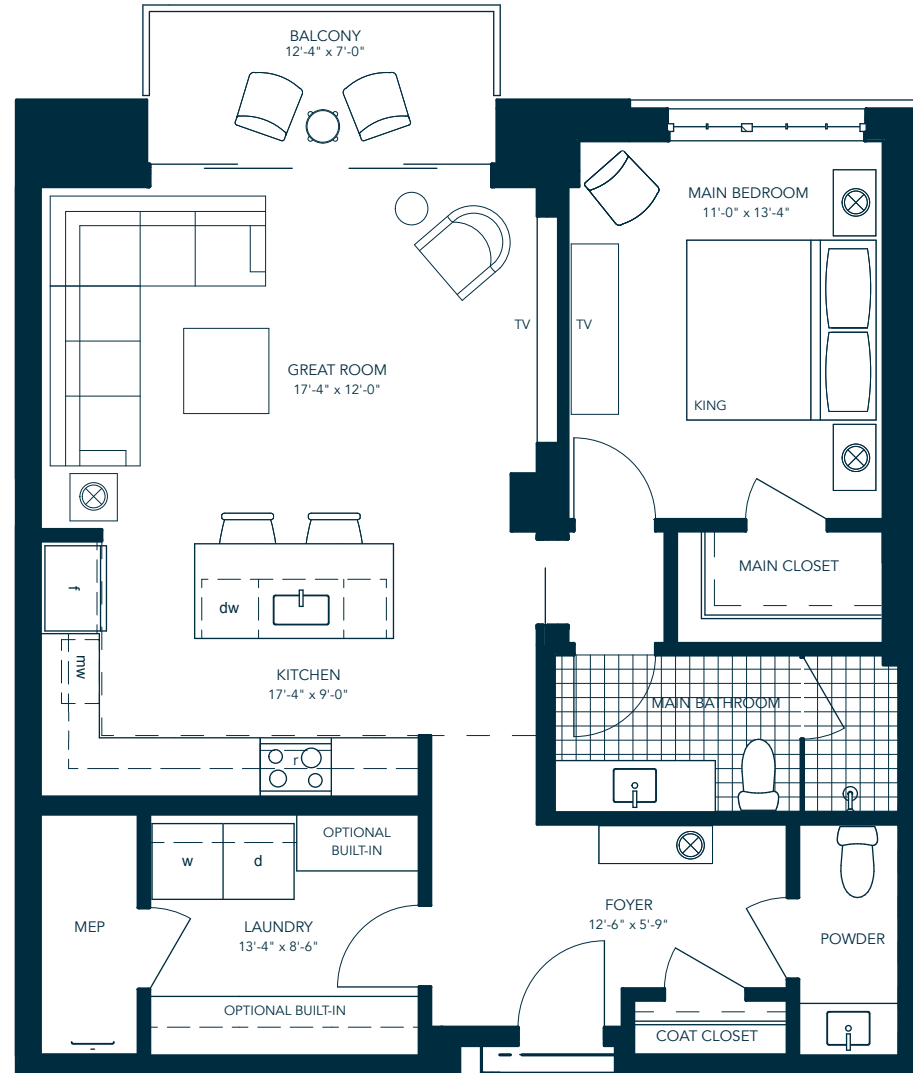 BALCONY
12'-4" x 7'-0"
MAIN BEDROOM
11'-0" x 13'-4"
TV
TV
GREAT ROOM
17'-4" x 12'-0"
KING
MAIN CLOSET
f
dw
mw
KITCHEN
17'-4" x 9'-0"
MAIN BATHROOM
r
OPTIONAL
BUILT-IN
w
d
MEP
LAUNDRY
13'-4" x 8'-6"
FOYER
12'-6" x 5'-9"
POWDER
OPTIONAL BUILT-IN
COAT CLOSET